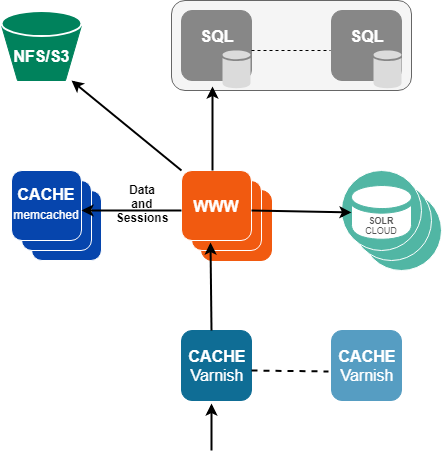 NFS/S3
SQL
SQL
CACHE
memcached
Data
and
Sessions
WWW
SOLR
CLOUD
CACHE
Varnish
CACHE
Varnish